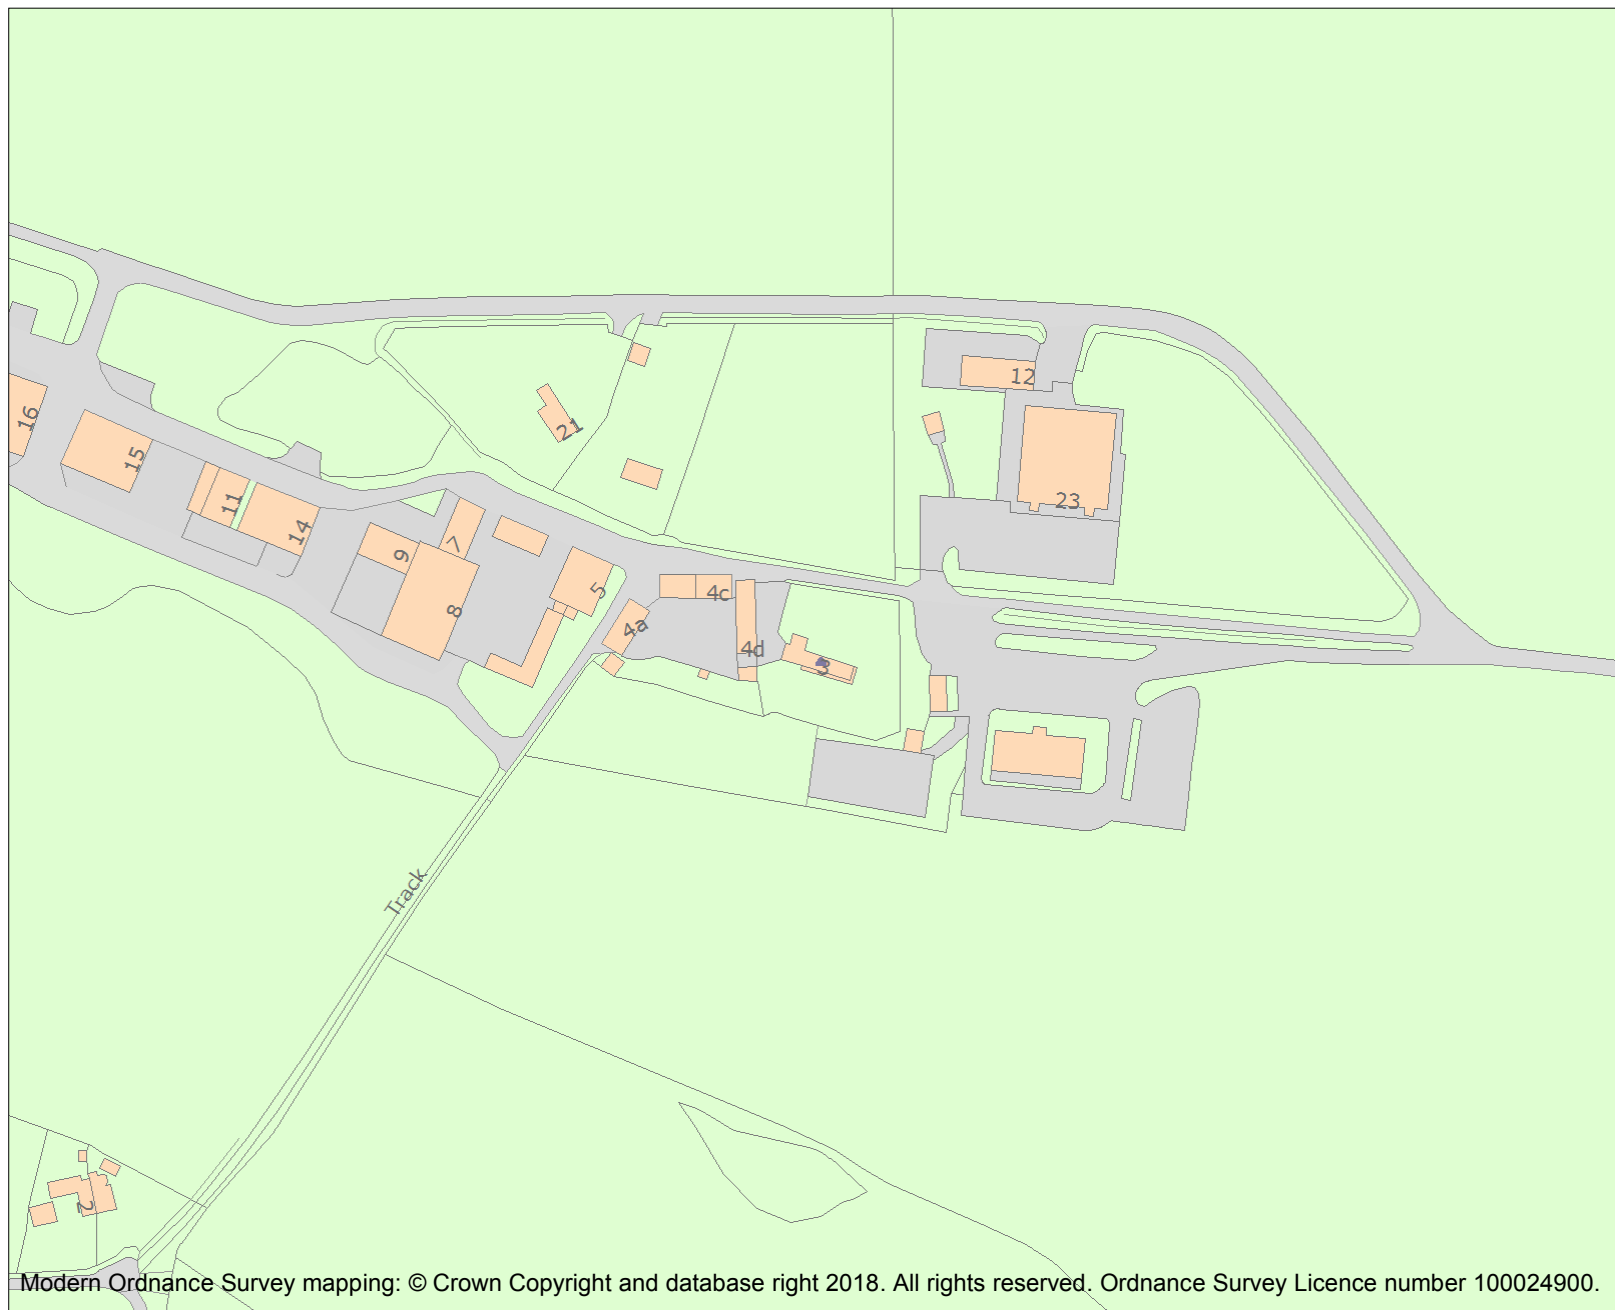 12
16
21
15
23
11
14
7
9
5
4c
8
4a
4d
3
Track
2
Modern Ordnance Survey mapping: © Crown Copyright and database right 2018. All rights reserved. Ordnance Survey Licence number 100024900.